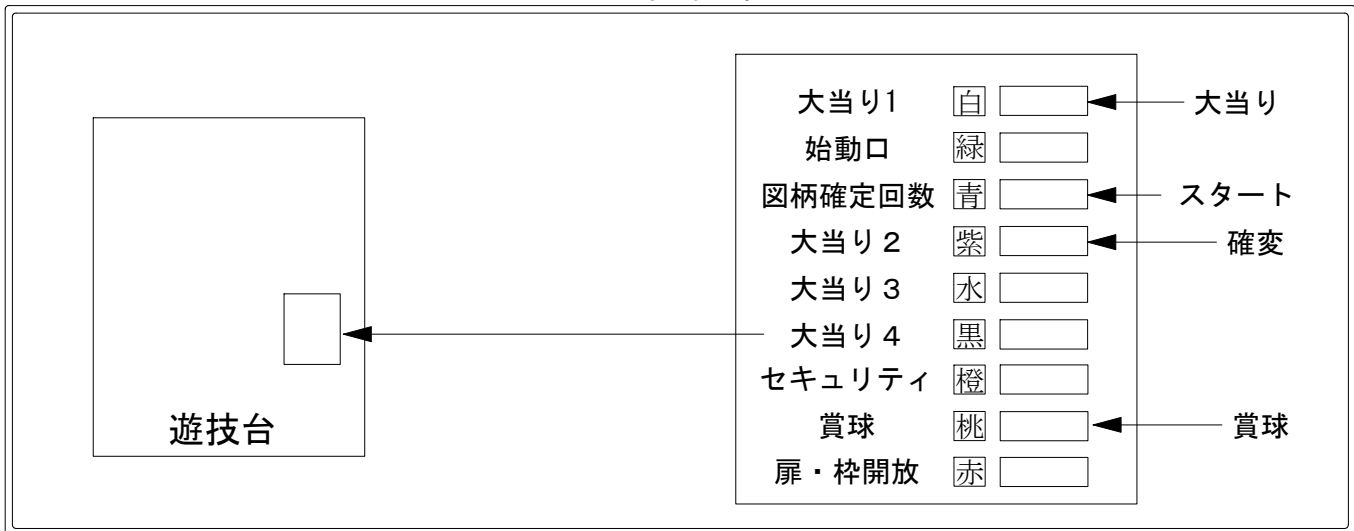 大当り1 白 大当り
始動口 緑
図柄確定回数 青 スタート
大当り２ 紫 確変
大当り３ 水
大当り４ 黒
セキュリティ 橙
賞球 桃 賞球
扉・枠開放 赤
遊技台